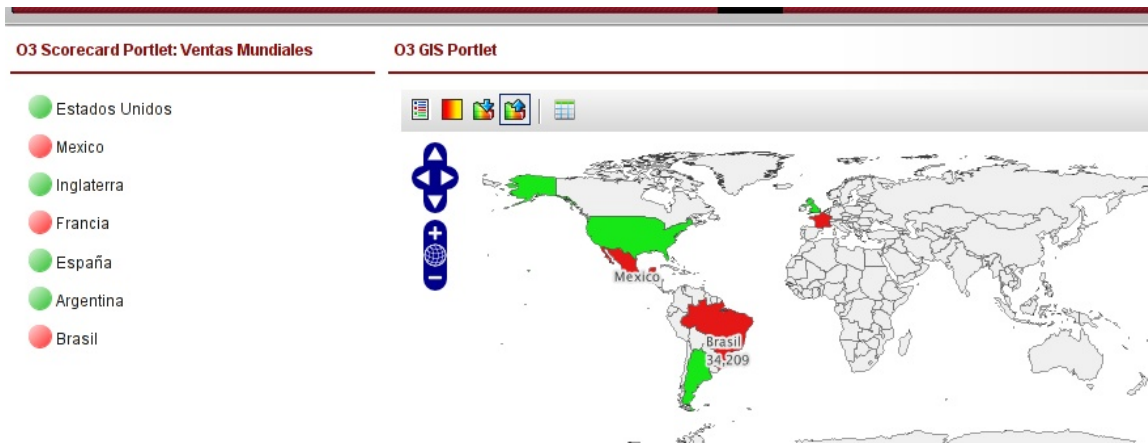 O3 Scorecard Portlet: Ventas Mundiales
O3 GIS Portlet
Estados Unidos
Mexico
Inglaterra
Francia
España
Argentina
Brasil
Mexico
Brasil
34,209